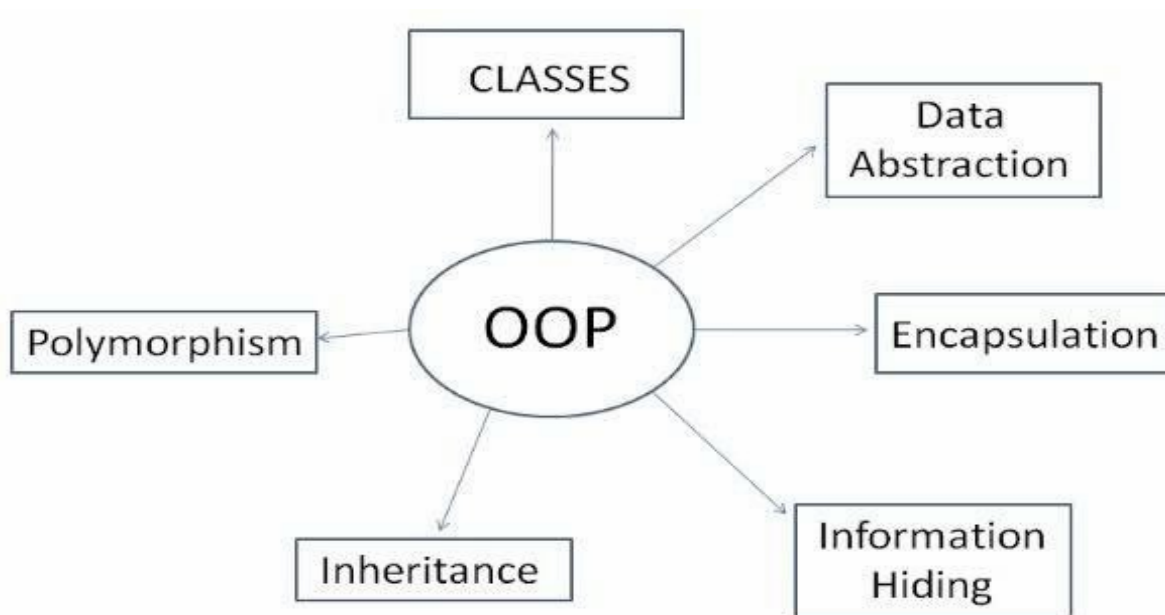 CLASSES
Data
Abstraction
OOP
Polymorphism
Encapsulation
Inheritance
Information
Hiding